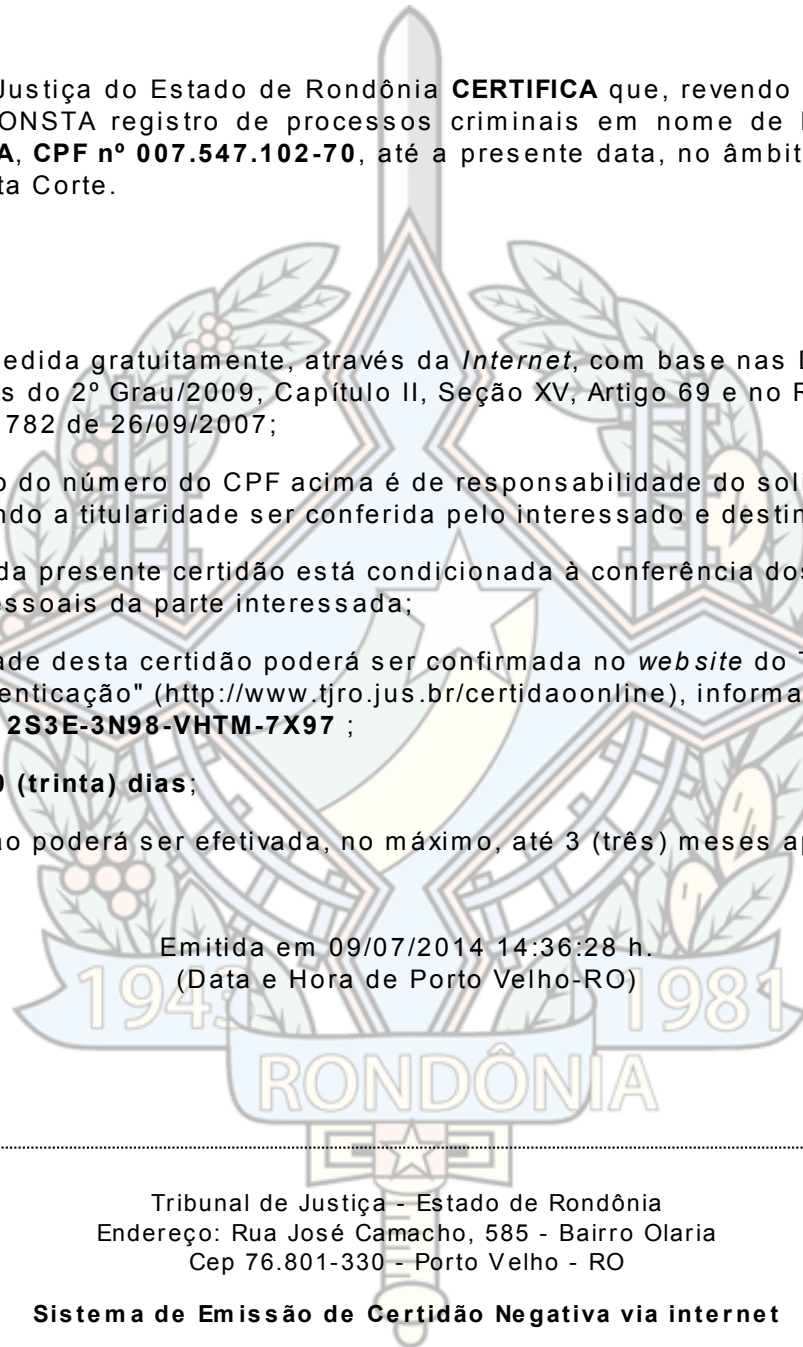 Justiça do Estado de Rondônia CERTIFICA que, revendo
ONSTA registro de processos criminais em nome de
A, CPF nº 007.547.102-70, até a presente data, no âmbit
ta Corte.
edida gratuitamente, através da Internet, com base nas D
s do 2º Grau/2009, Capítulo II, Seção XV, Artigo 69 e no R
782 de 26/09/2007;
o do número do CPF acima é de responsabilidade do soli
ndo a titularidade ser conferida pelo interessado e destin
da presente certidão está condicionada à conferência dos
essoais da parte interessada;
ade desta certidão poderá ser confirmada no website do T
enticação" (http://www.tjro.jus.br/certidaoonline), informa
2S3E-3N98-VHTM-7X97 ;
0 (trinta) dias;
ão poderá ser efetivada, no máximo, até 3 (três) meses ap
Emitida em 09/07/2014 14:36:28 h.
(Data e Hora de Porto Velho-RO)
1943 1981
RONDÔNIA
Tribunal de Justiça - Estado de Rondônia
Endereço: Rua José Camacho, 585 - Bairro Olaria
Cep 76.801-330 - Porto Velho - RO
Sistema de Emissão de Certidão Negativa via internet